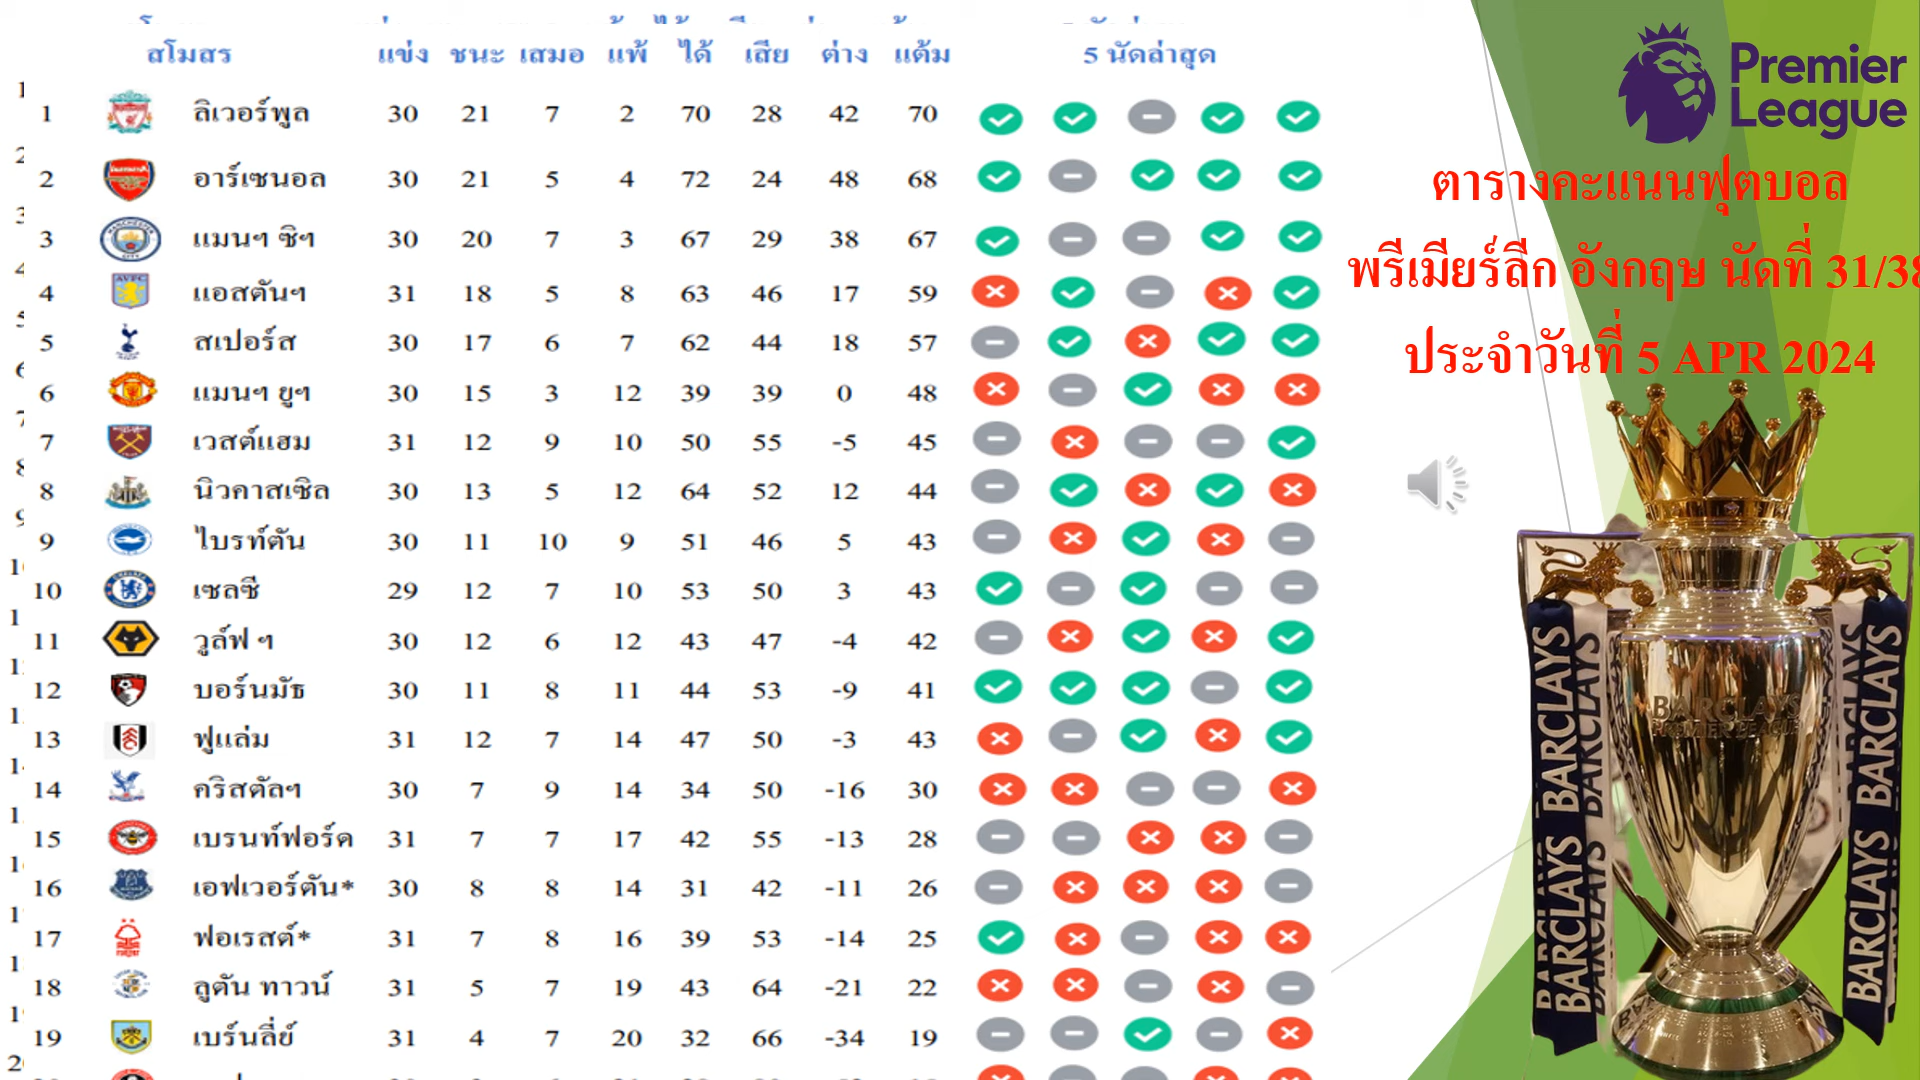 สโมสร แข่ง ชนะ เสมอ แพ้ ได้ เสีย ต่าง แต้ม 5 นัดล่าสุด
1 ลิเวอร์พูล 30 21 7 2 70 28 42 70
2 อาร์เซนอล 30 21 5 4 72 24 48 68
3 แมนฯ ซิฯ 30 20 7 3 67 29 38 67
4 แอสตันฯ 31 18 5 8 63 46 17 59
5 สเปอร์ส 30 17 6 7 62 44 18 57
6 แมนฯ ยูฯ 30 15 3 12 39 39 0 48
7 เวสต์แฮม 31 12 9 10 50 55 -5 45
8 นิวคาสเซิล 30 13 5 12 64 52 12 44
9 ไบรท์ตัน 30 11 10 9 51 46 5 43
10 เชลซี 29 12 7 10 53 50 3 43
11 วูล์ฟ ฯ 30 12 6 12 43 47 -4 42
12 บอร์นมัธ 30 11 8 11 44 53 -9 41
13 ฟูแล่ม 31 12 7 14 47 50 -3 43
14 คริสตัลฯ 30 7 9 14 34 50 -16 30
15 เบรนท์ฟอร์ด 31 7 7 17 42 55 -13 28
16 เอฟเวอร์ตัน* 30 8 8 14 31 42 -11 26
17 ฟอเรสต์* 31 7 8 16 39 53 -14 25
18 ลูตัน ทาวน์ 31 5 7 19 43 64 -21 22
19 เบร์นลี่ย์ 31 4 7 20 32 66 -34 19
Premier
League
ตารางคะแนนฟุตบอล
พรีเมียร์ลีก อังกฤษ นัดที่ 31/38
ประจำวันที่ 5 APR 2024
BARCLAYS
PREMIER LEAGUE
BARCLAYS BARCLAYS
BARCLAYS BARCLAYS
BARCLAYS BARCLAYS